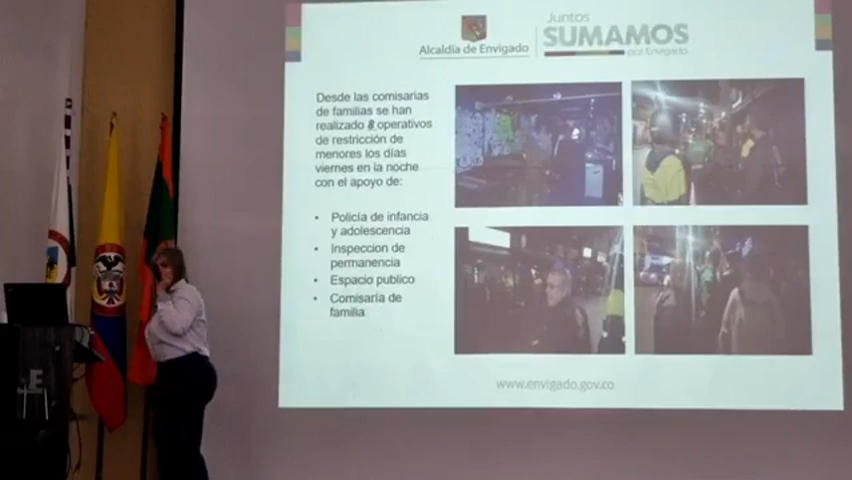 Alcaldía de Envigado
Juntos
SUMAMOS
por Envigado
Desde las comisarias
de familias se han
realizado 8 operativos
de restricción de
menores los días
viernes en la noche
con el apoyo de:
• Policía de infancia
y adolescencia
• Inspeccion de
permanencia
• Espacio publico
• Comisaría de
familia
www.envigado.gov.co